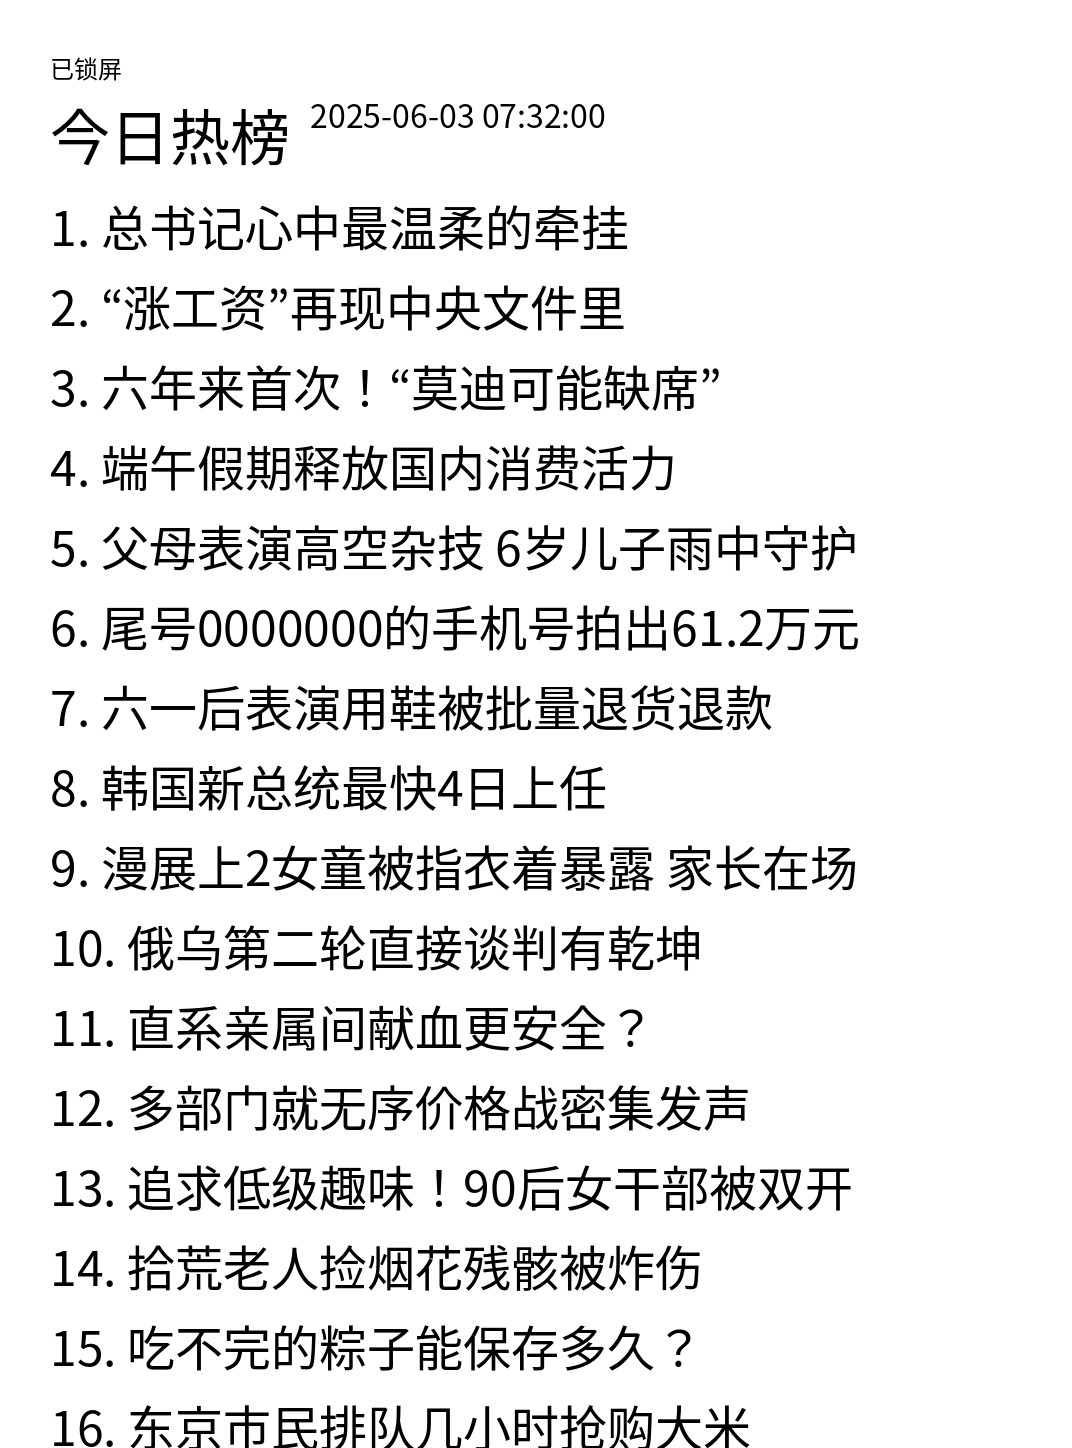 已锁屏
今日热榜 2025-06-03 07:32:00
1. 总书记心中最温柔的牵挂
2. “涨工资”再现中央文件里
3. 六年来首次！“莫迪可能缺席”
4. 端午假期释放国内消费活力
5. 父母表演高空杂技 6岁儿子雨中守护
6. 尾号0000000的手机号拍出61.2万元
7. 六一后表演用鞋被批量退货退款
8. 韩国新总统最快4日上任
9. 漫展上2女童被指衣着暴露 家长在场
10. 俄乌第二轮直接谈判有乾坤
11. 直系亲属间献血更安全？
12. 多部门就无序价格战密集发声
13. 追求低级趣味！90后女干部被双开
14. 拾荒老人捡烟花残骸被炸伤
15. 吃不完的粽子能保存多久？
16. 东京市民排队几小时抢购大米